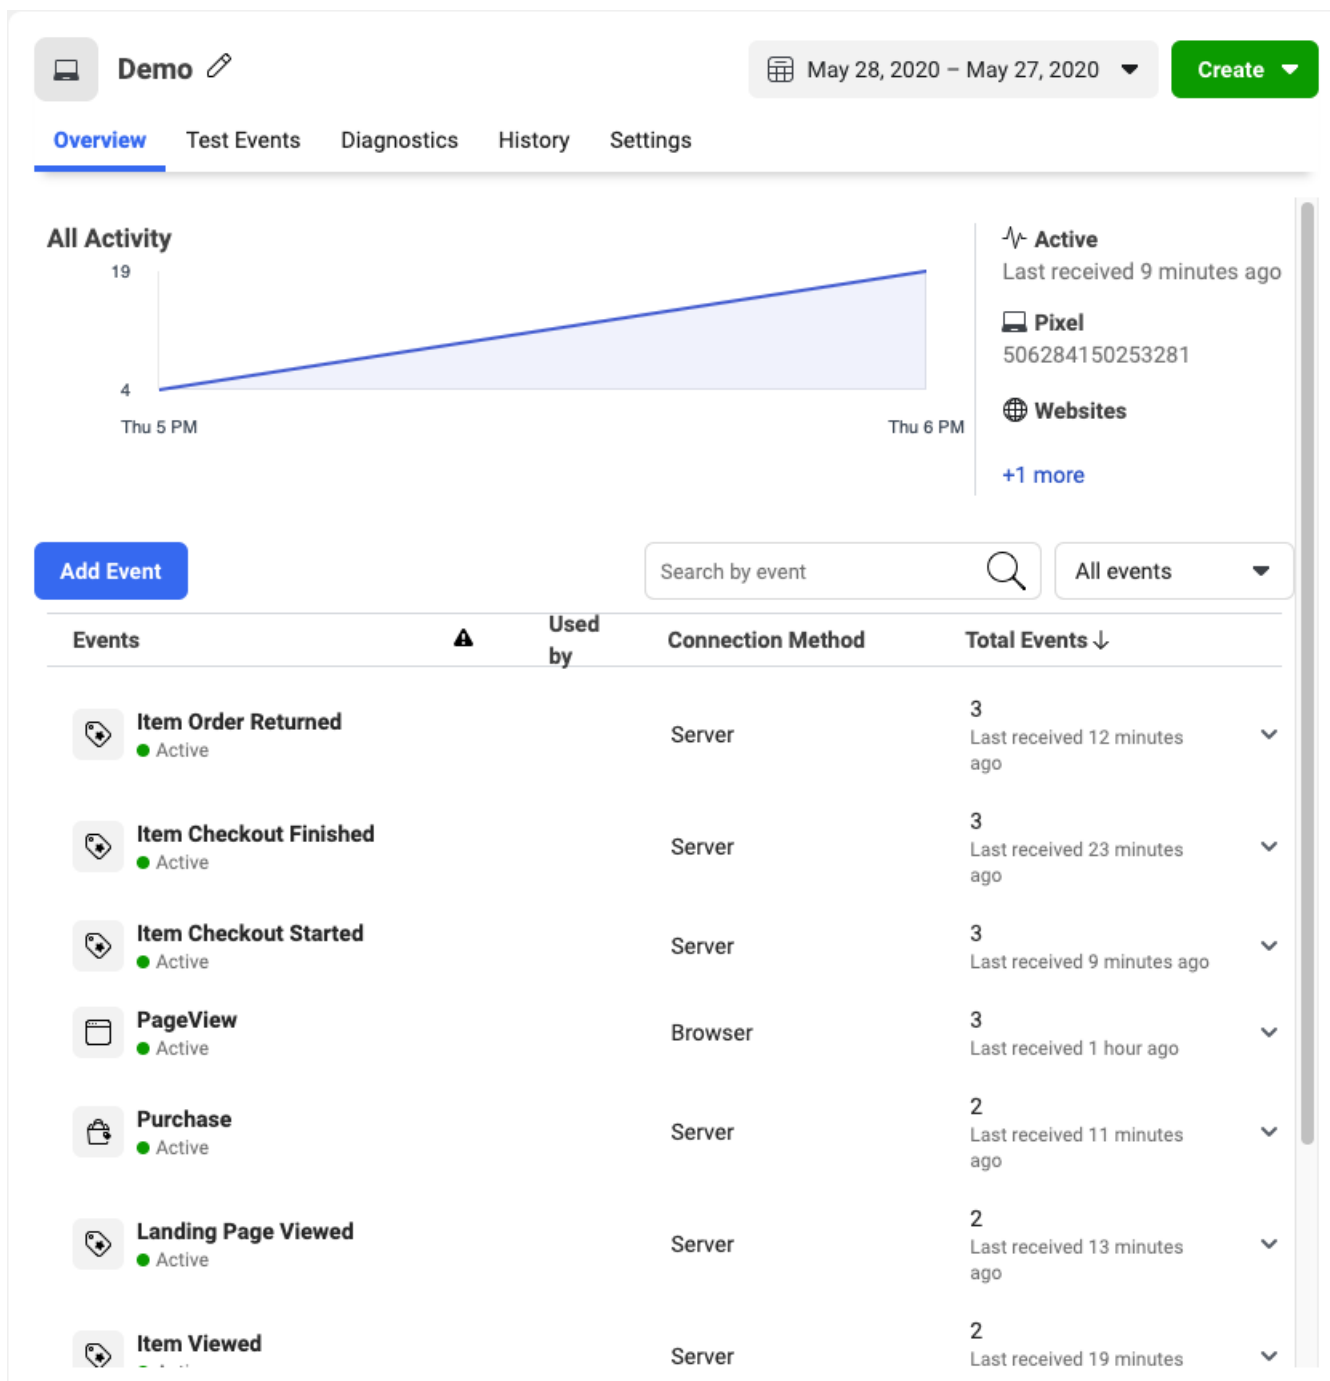 Demo
May 28, 2020 – May 27, 2020
Create
Overview
Test Events
Diagnostics
History
Settings
All Activity
19
4
Thu 5 PM
Thu 6 PM
Active
Last received 9 minutes ago
Pixel
506284150253281
Websites
+1 more
Add Event
Search by event
All events
Events
Used
by
Connection Method
Total Events
Item Order Returned
Active
Server
3
Last received 12 minutes
ago
Item Checkout Finished
Active
Server
3
Last received 23 minutes
ago
Item Checkout Started
Active
Server
3
Last received 9 minutes ago
PageView
Active
Browser
3
Last received 1 hour ago
Purchase
Active
Server
2
Last received 11 minutes
ago
Landing Page Viewed
Active
Server
2
Last received 13 minutes
ago
Item Viewed
Server
2
Last received 19 minutes